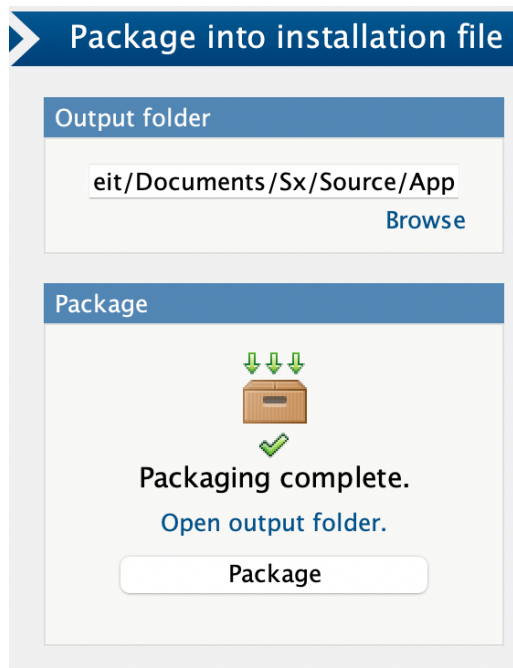 Package into installation file
Output folder
eit/Documents/Sx/Source/App
Browse
Package
Packaging complete.
Open output folder.
Package